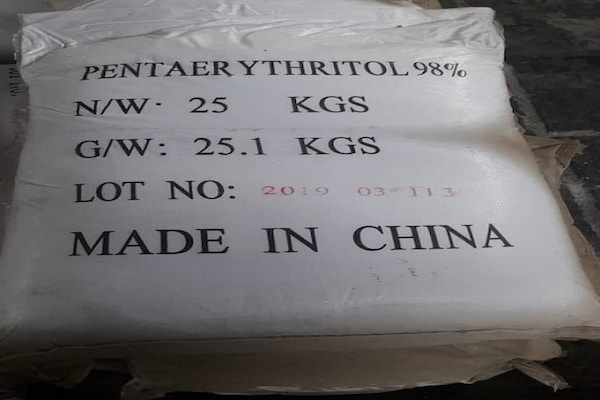 PENTAERYTHRITOL 98%
N/W: 25 KGS
G/W: 25.1 KGS
LOT NO: 2019 03-113
MADE IN CHINA